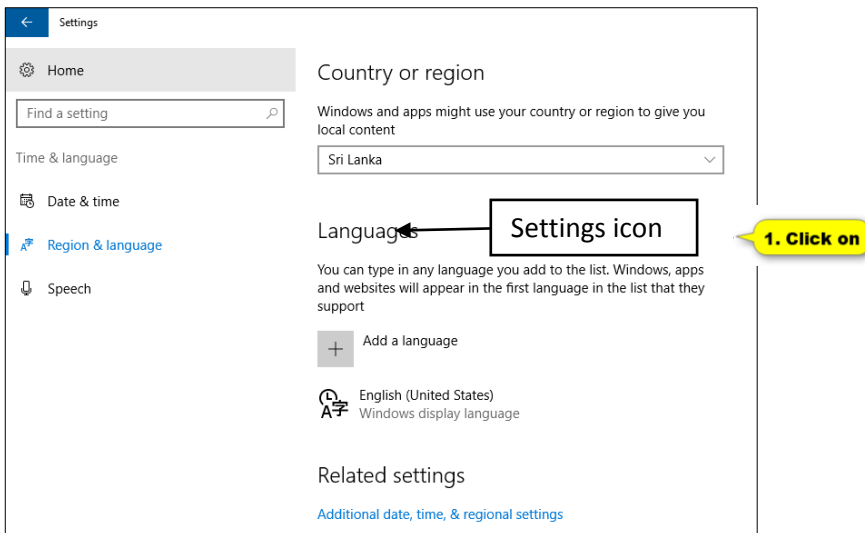 Settings
Home
Find a setting
Time & language
Date & time
Region & language
Speech
Country or region
Windows and apps might use your country or region to give you
local content
Sri Lanka
Languages
Settings icon
1. Click on
You can type in any language you add to the list. Windows, apps
and websites will appear in the first language in the list that they
support
Add a language
English (United States)
Windows display language
Related settings
Additional date, time, & regional settings